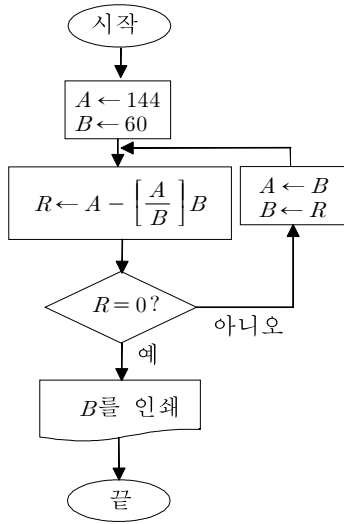 시작
A ← 144
B ← 60
R ← A − [A/B]B
A ← B
B ← R
R = 0 ?
아니오
예
B를 인쇄
끝